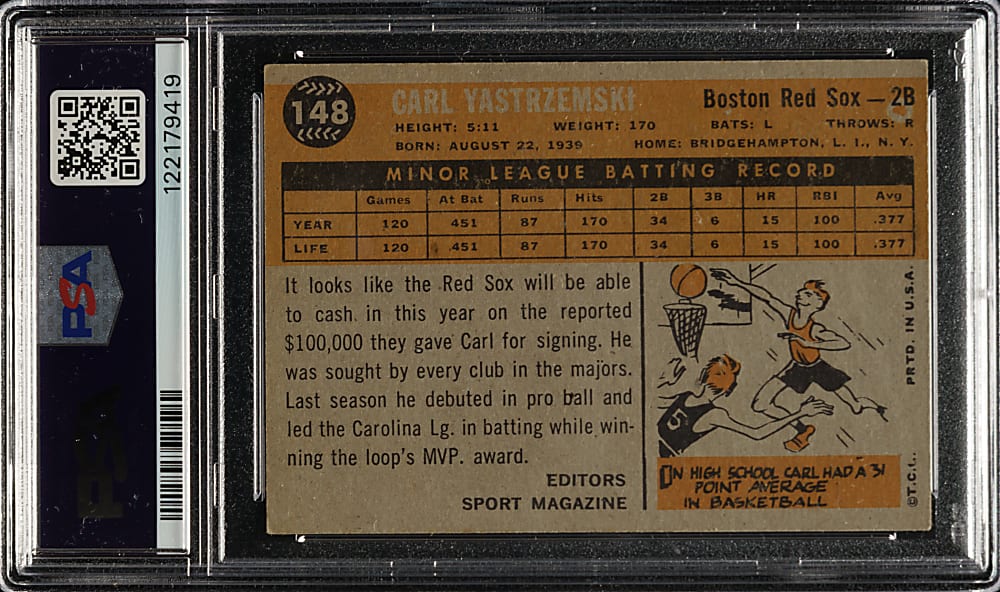 122179419
PSA
PSA
148
CARL YASTRZEMSKI
Boston Red Sox — 2B
HEIGHT: 5:11 WEIGHT: 170 BATS: L THROWS: R
BORN: AUGUST 22, 1939 HOME: BRIDGEHAMPTON, L. I., N. Y.
MINOR LEAGUE BATTING RECORD
Games At Bat Runs Hits 2B 3B HR RBI Avg
YEAR 120 451 87 170 34 6 15 100 .377
LIFE 120 451 87 170 34 6 15 100 .377
It looks like the Red Sox will be able
to cash in this year on the reported
$100,000 they gave Carl for signing. He
was sought by every club in the majors.
Last season he debuted in pro ball and
led the Carolina Lg. in batting while win-
ning the loop's MVP. award.
EDITORS
SPORT MAGAZINE
5
IN HIGH SCHOOL CARL HAD A 31
POINT AVERAGE
IN BASKETBALL
PRTD. IN U.S.A.
©T.C.G.